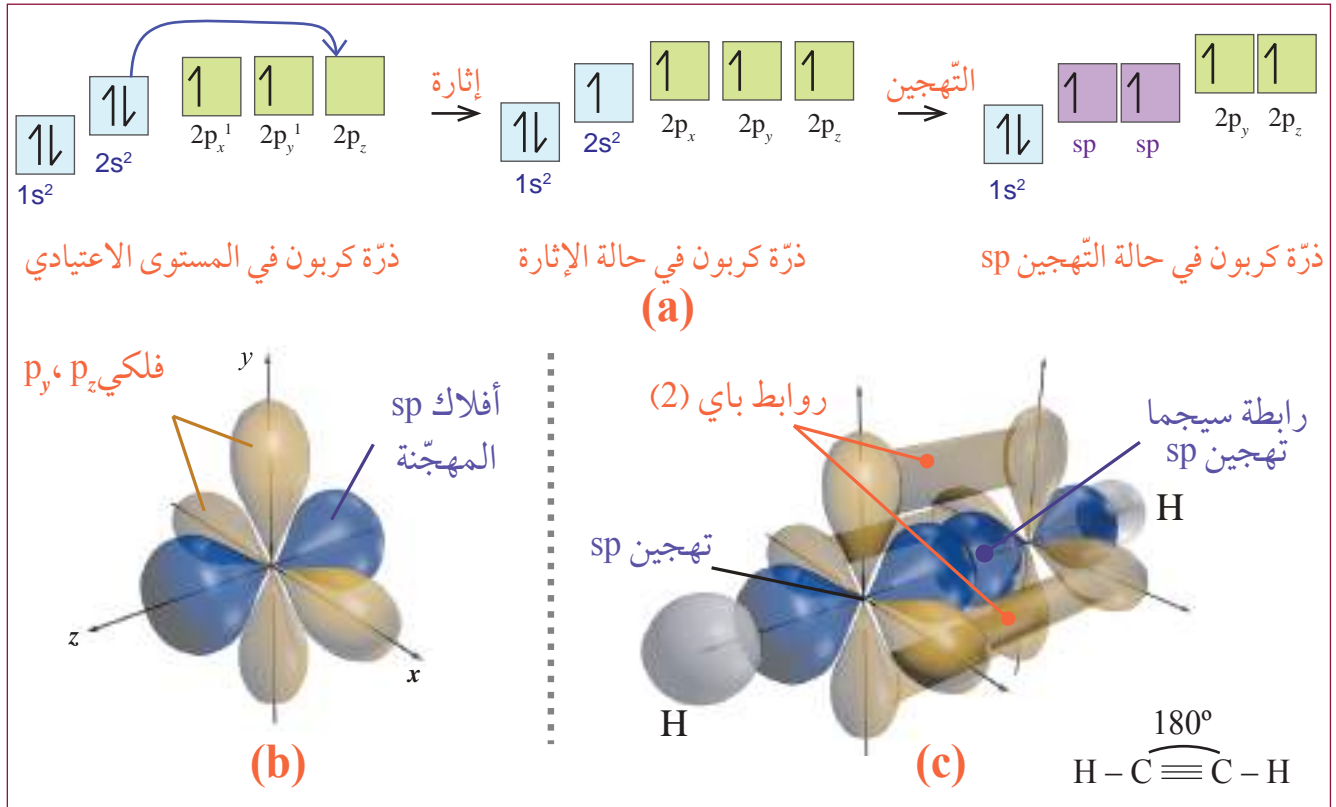 إثارة
التّهجين
1s²
2s²
2pₓ¹
2p_y¹
2p_z
1s²
2s²
2pₓ
2p_y
2p_z
1s²
sp
sp
2p_y
2p_z
ذرّة كربون في المستوى الاعتيادي
ذرّة كربون في حالة الإثارة
ذرّة كربون في حالة التّهجين sp
(a)
فلكي p_y، p_z
y
أفلاك sp
المهجّنة
z
x
(b)
روابط باي (2)
رابطة سيجما
تهجين sp
تهجين sp
H
H
(c)
180º
H – C ≡ C – H